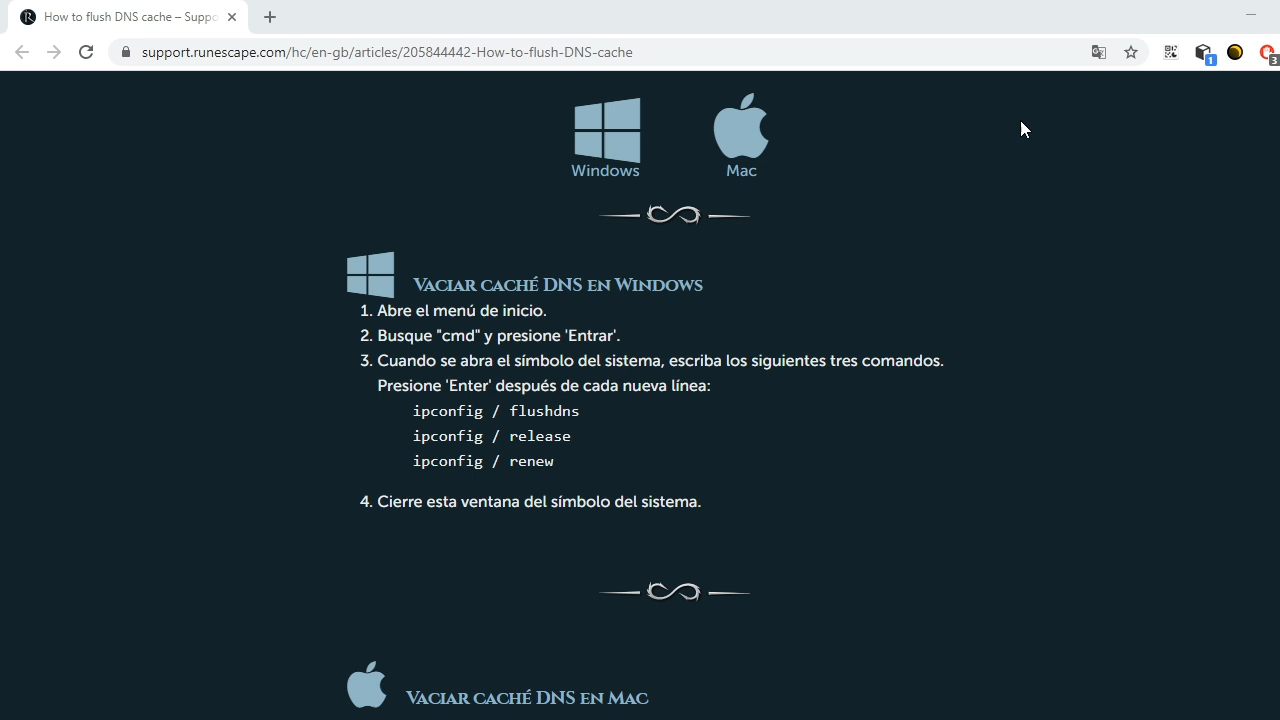 How to flush DNS cache – Suppo
support.runescape.com/hc/en-gb/articles/205844442-How-to-flush-DNS-cache
1
3
Windows
Mac
VACIAR CACHÉ DNS EN WINDOWS
1. Abre el menú de inicio.
2. Busque "cmd" y presione 'Entrar'.
3. Cuando se abra el símbolo del sistema, escriba los siguientes tres comandos.
Presione 'Enter' después de cada nueva línea:
ipconfig / flushdns
ipconfig / release
ipconfig / renew
4. Cierre esta ventana del símbolo del sistema.
VACIAR CACHÉ DNS EN MAC